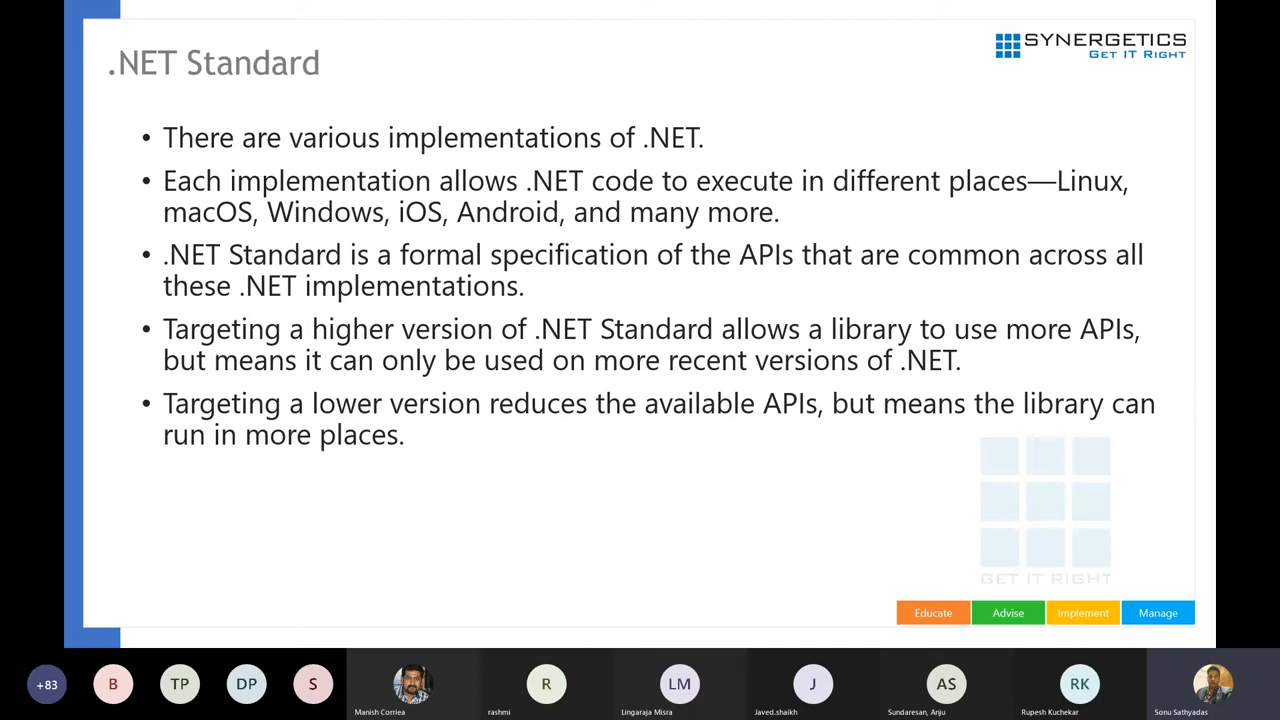 .NET Standard
SYNERGETICS
GET IT RIGHT
• There are various implementations of .NET.
• Each implementation allows .NET code to execute in different places—Linux,
macOS, Windows, iOS, Android, and many more.
• .NET Standard is a formal specification of the APIs that are common across all
these .NET implementations.
• Targeting a higher version of .NET Standard allows a library to use more APIs,
but means it can only be used on more recent versions of .NET.
• Targeting a lower version reduces the available APIs, but means the library can
run in more places.
GET IT RIGHT
Educate Advise Implement Manage
+83 B TP DP S R LM J AS RK
Manish Corriea rashmi Lingaraja Misra Javed.shaikh Sundaresan, Anju Rupesh Kuchekar Sonu Sathyadas